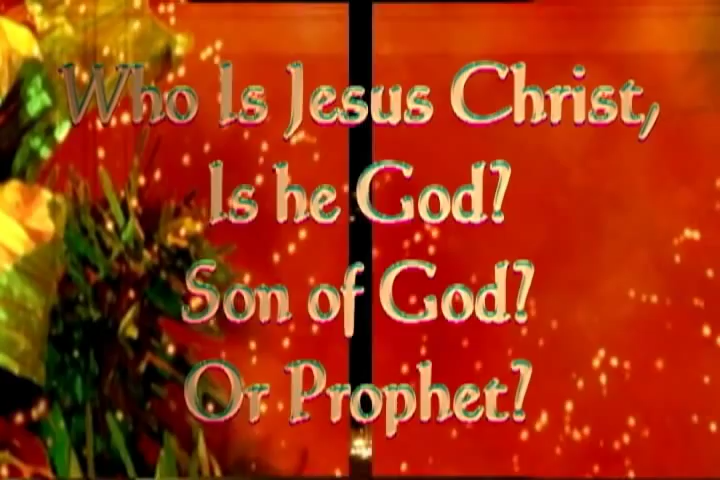 Who Is Jesus Christ,
Is he God?
Son of God?
Or Prophet?